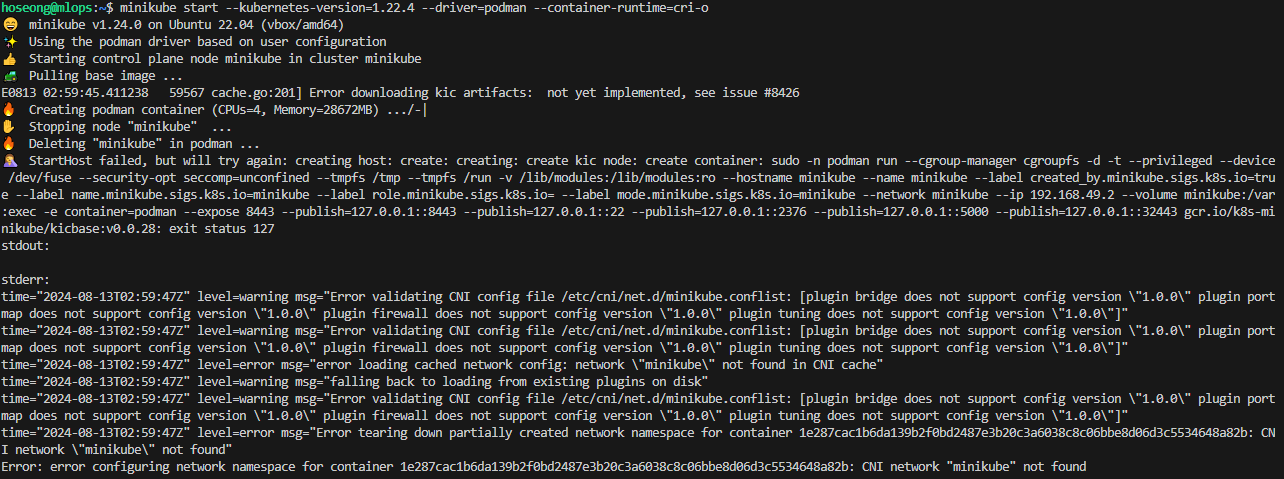 hoseong@mlops:~$ minikube start --kubernetes-version=1.22.4 --driver=podman --container-runtime=cri-o
😄  minikube v1.24.0 on Ubuntu 22.04 (vbox/amd64)
✨  Using the podman driver based on user configuration
👍  Starting control plane node minikube in cluster minikube
🚜  Pulling base image ...
E0813 02:59:45.411238   59567 cache.go:201] Error downloading kic artifacts:  not yet implemented, see issue #8426
🔥  Creating podman container (CPUs=4, Memory=28672MB) .../-|
✋  Stopping node "minikube"  ...
🔥  Deleting "minikube" in podman ...
🤦  StartHost failed, but will try again: creating host: create: creating: create kic node: create container: sudo -n podman run --cgroup-manager cgroupfs -d -t --privileged --device
 /dev/fuse --security-opt seccomp=unconfined --tmpfs /tmp --tmpfs /run -v /lib/modules:/lib/modules:ro --hostname minikube --name minikube --label created_by.minikube.sigs.k8s.io=tru
e --label name.minikube.sigs.k8s.io=minikube --label role.minikube.sigs.k8s.io= --label mode.minikube.sigs.k8s.io=minikube --network minikube --ip 192.168.49.2 --volume minikube:/var
:exec -e container=podman --expose 8443 --publish=127.0.0.1::8443 --publish=127.0.0.1::22 --publish=127.0.0.1::2376 --publish=127.0.0.1::5000 --publish=127.0.0.1::32443 gcr.io/k8s-mi
nikube/kicbase:v0.0.28: exit status 127
stdout:

stderr:
time="2024-08-13T02:59:47Z" level=warning msg="Error validating CNI config file /etc/cni/net.d/minikube.conflist: [plugin bridge does not support config version \"1.0.0\" plugin port
map does not support config version \"1.0.0\" plugin firewall does not support config version \"1.0.0\" plugin tuning does not support config version \"1.0.0\"]"
time="2024-08-13T02:59:47Z" level=warning msg="Error validating CNI config file /etc/cni/net.d/minikube.conflist: [plugin bridge does not support config version \"1.0.0\" plugin port
map does not support config version \"1.0.0\" plugin firewall does not support config version \"1.0.0\" plugin tuning does not support config version \"1.0.0\"]"
time="2024-08-13T02:59:47Z" level=error msg="error loading cached network config: network \"minikube\" not found in CNI cache"
time="2024-08-13T02:59:47Z" level=warning msg="falling back to loading from existing plugins on disk"
time="2024-08-13T02:59:47Z" level=warning msg="Error validating CNI config file /etc/cni/net.d/minikube.conflist: [plugin bridge does not support config version \"1.0.0\" plugin port
map does not support config version \"1.0.0\" plugin firewall does not support config version \"1.0.0\" plugin tuning does not support config version \"1.0.0\"]"
time="2024-08-13T02:59:47Z" level=error msg="Error tearing down partially created network namespace for container 1e287cac1b6da139b2f0bd2487e3b20c3a6038c8c06bbe8d06d3c5534648a82b: CN
I network \"minikube\" not found"
Error: error configuring network namespace for container 1e287cac1b6da139b2f0bd2487e3b20c3a6038c8c06bbe8d06d3c5534648a82b: CNI network "minikube" not found